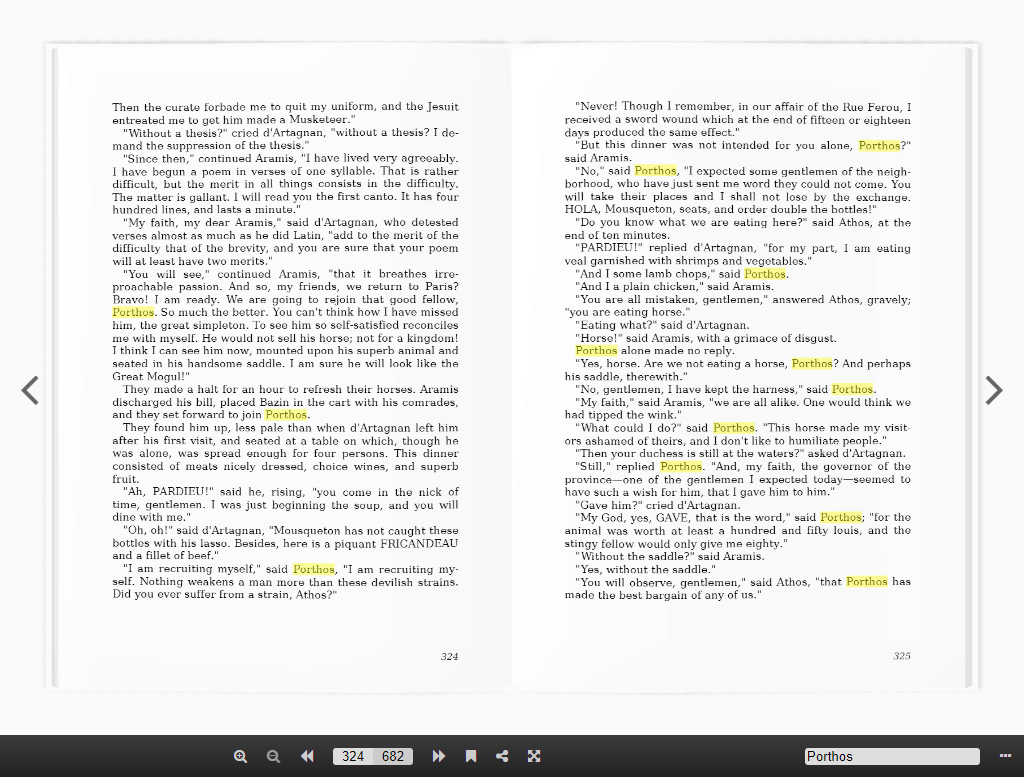 Then the curate forbade me to quit my uniform, and the Jesuit
entreated me to get him made a Musketeer."
"Without a thesis?" cried d'Artagnan, "without a thesis? I de-
mand the suppression of the thesis."
"Since then," continued Aramis, "I have lived very agreeably.
I have begun a poem in verses of one syllable. That is rather
difficult, but the merit in all things consists in the difficulty.
The matter is gallant. I will read you the first canto. It has four
hundred lines, and lasts a minute."
"My faith, my dear Aramis," said d'Artagnan, who detested
verses almost as much as he did Latin, "add to the merit of the
difficulty that of the brevity, and you are sure that your poem
will at least have two merits."
"You will see," continued Aramis, "that it breathes irre-
proachable passion. And so, my friends, we return to Paris?
Bravo! I am ready. We are going to rejoin that good fellow,
Porthos. So much the better. You can't think how I have missed
him, the great simpleton. To see him so self-satisfied reconciles
me with myself. He would not sell his horse; not for a kingdom!
I think I can see him now, mounted upon his superb animal and
seated in his handsome saddle. I am sure he will look like the
Great Mogul!"
They made a halt for an hour to refresh their horses. Aramis
discharged his bill, placed Bazin in the cart with his comrades,
and they set forward to join Porthos.
They found him up, less pale than when d'Artagnan left him
after his first visit, and seated at a table on which, though he
was alone, was spread enough for four persons. This dinner
consisted of meats nicely dressed, choice wines, and superb
fruit.
"Ah, PARDIEU!" said he, rising, "you come in the nick of
time, gentlemen. I was just beginning the soup, and you will
dine with me."
"Oh, oh!" said d'Artagnan, "Mousqueton has not caught these
bottles with his lasso. Besides, here is a piquant FRICANDEAU
and a fillet of beef."
"I am recruiting myself," said Porthos, "I am recruiting my-
self. Nothing weakens a man more than these devilish strains.
Did you ever suffer from a strain, Athos?"
324
"Never! Though I remember, in our affair of the Rue Ferou, I
received a sword wound which at the end of fifteen or eighteen
days produced the same effect."
"But this dinner was not intended for you alone, Porthos?"
said Aramis.
"No," said Porthos, "I expected some gentlemen of the neigh-
borhood, who have just sent me word they could not come. You
will take their places and I shall not lose by the exchange.
HOLA, Mousqueton, seats, and order double the bottles!"
"Do you know what we are eating here?" said Athos, at the
end of ten minutes.
"PARDIEU!" replied d'Artagnan, "for my part, I am eating
veal garnished with shrimps and vegetables."
"And I some lamb chops," said Porthos.
"And I a plain chicken," said Aramis.
"You are all mistaken, gentlemen," answered Athos, gravely;
"you are eating horse."
"Eating what?" said d'Artagnan.
"Horse!" said Aramis, with a grimace of disgust.
Porthos alone made no reply.
"Yes, horse. Are we not eating a horse, Porthos? And perhaps
his saddle, therewith."
"No, gentlemen, I have kept the harness," said Porthos.
"My faith," said Aramis, "we are all alike. One would think we
had tipped the wink."
"What could I do?" said Porthos. "This horse made my visit-
ors ashamed of theirs, and I don't like to humiliate people."
"Then your duchess is still at the waters?" asked d'Artagnan.
"Still," replied Porthos. "And, my faith, the governor of the
province—one of the gentlemen I expected today—seemed to
have such a wish for him, that I gave him to him."
"Gave him?" cried d'Artagnan.
"My God, yes, GAVE, that is the word," said Porthos; "for the
animal was worth at least a hundred and fifty louis, and the
stingy fellow would only give me eighty."
"Without the saddle?" said Aramis.
"Yes, without the saddle."
"You will observe, gentlemen," said Athos, "that Porthos has
made the best bargain of any of us."
325
324 682 Porthos